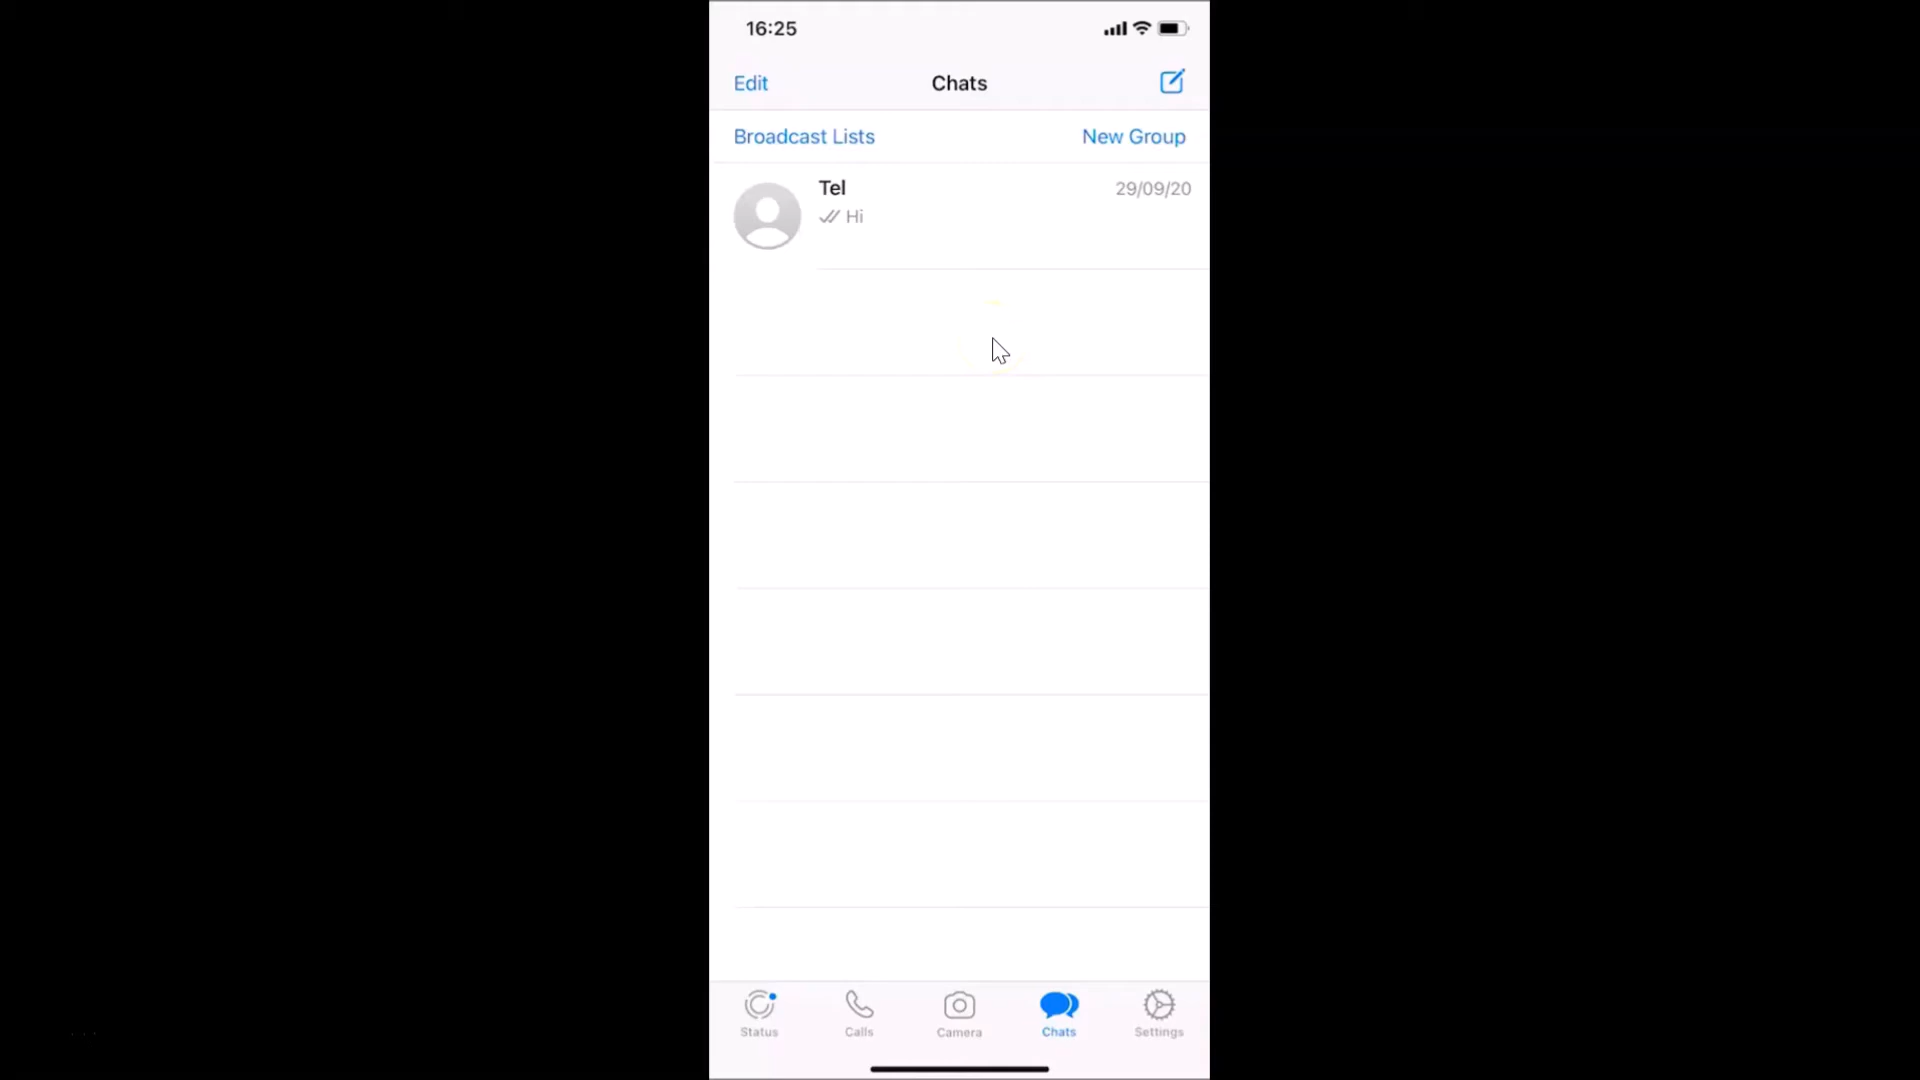 16:25
Edit
Chats
Broadcast Lists
New Group
Tel
29/09/20
Hi
Status
Calls
Camera
Chats
Settings